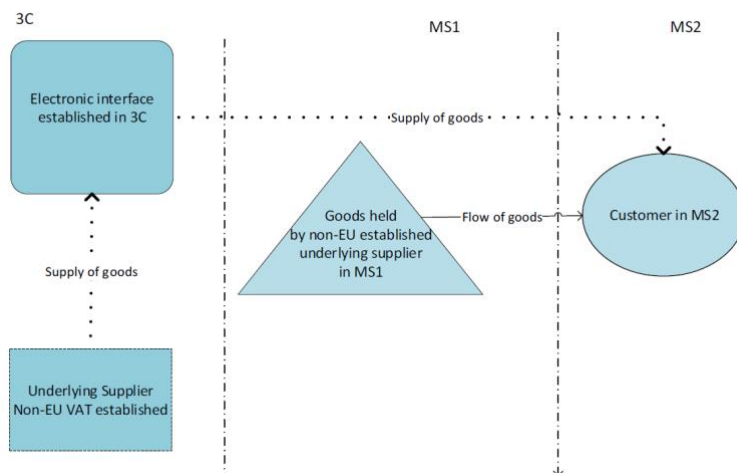 3C
MS1
MS2
Electronic interface
established in 3C
Supply of goods
Goods held
by non-EU established
underlying supplier
in MS1
Flow of goods
Customer in MS2
Supply of goods
Underlying Supplier
Non-EU VAT established